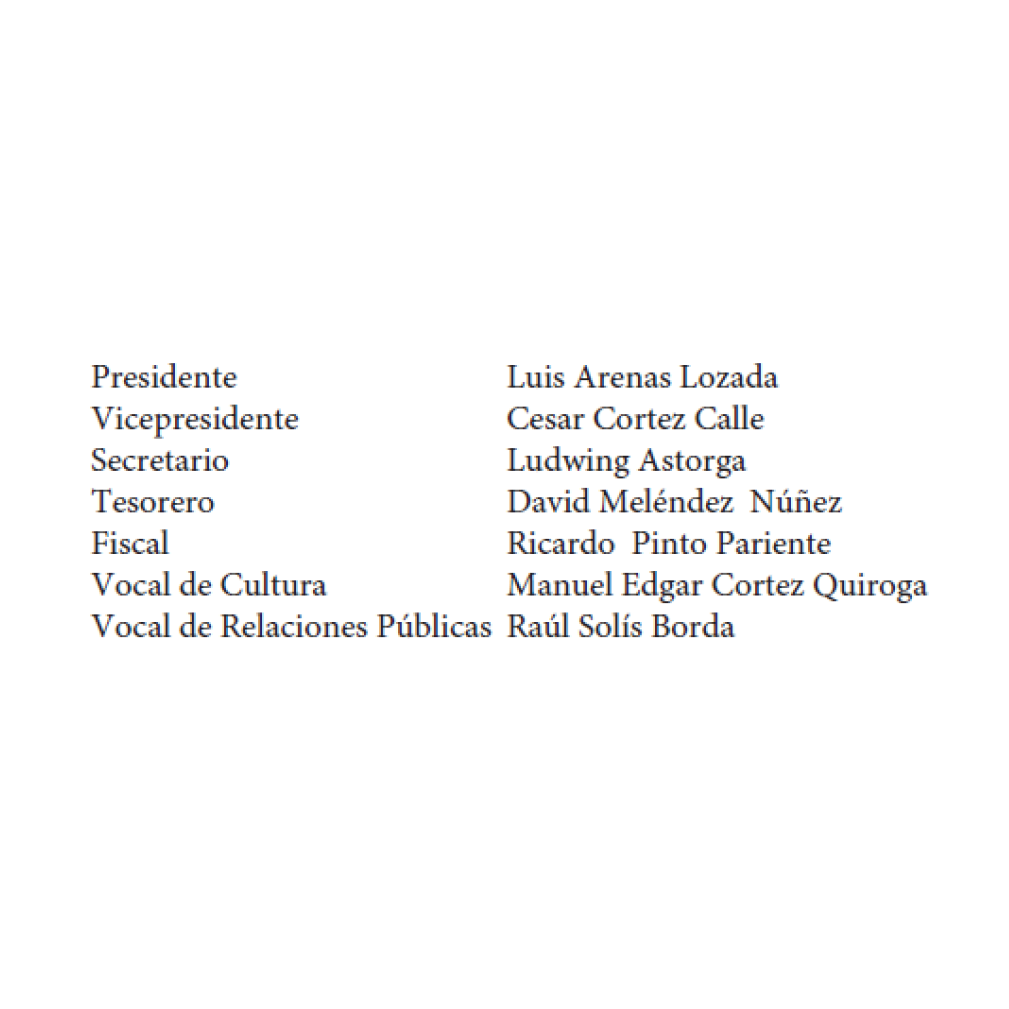 Presidente Luis Arenas Lozada
Vicepresidente Cesar Cortez Calle
Secretario Ludwing Astorga
Tesorero David Meléndez  Núñez
Fiscal Ricardo  Pinto Pariente
Vocal de Cultura Manuel Edgar Cortez Quiroga
Vocal de Relaciones Públicas Raúl Solís Borda